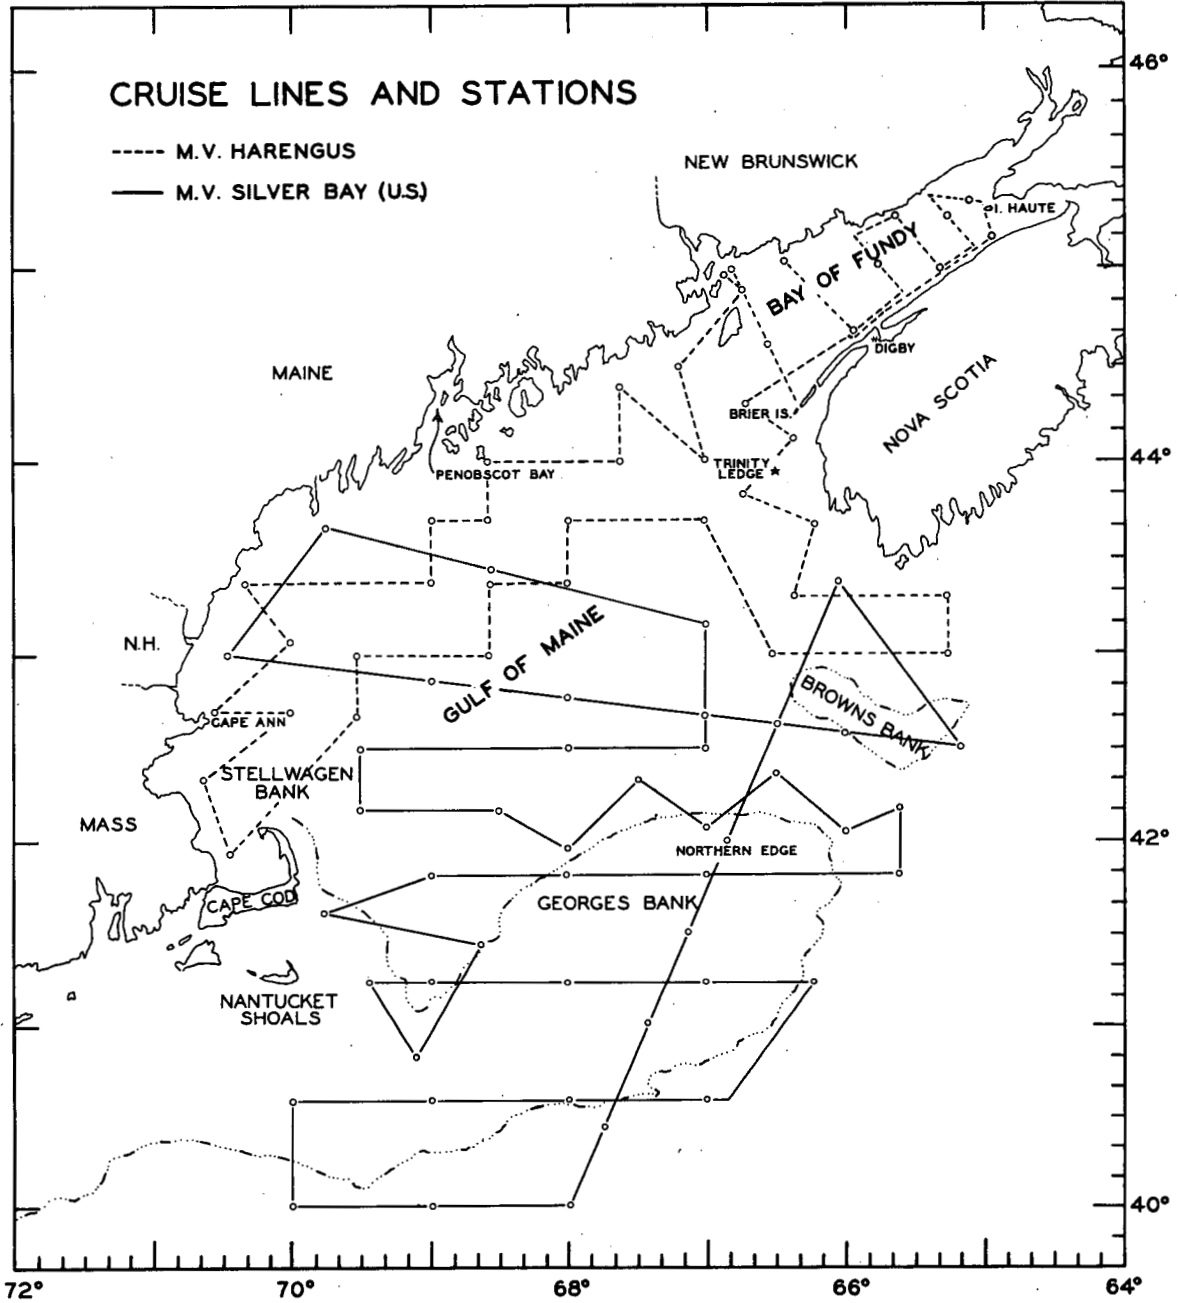 CRUISE LINES AND STATIONS
M.V. HARENGUS
M.V. SILVER BAY (U.S.)
46°
NEW BRUNSWICK
I. HAUTE
BAY OF FUNDY
DIGBY
MAINE
NOVA SCOTIA
BRIER IS.
44°
TRINITY
LEDGE *
PENOBSCOT BAY
N.H.
GULF OF MAINE
BROWNS BANK
CAPE ANN
STELLWAGEN
BANK
MASS
42°
NORTHERN EDGE
CAPE COD
GEORGES BANK
NANTUCKET
SHOALS
40°
72°
70°
68°
66°
64°